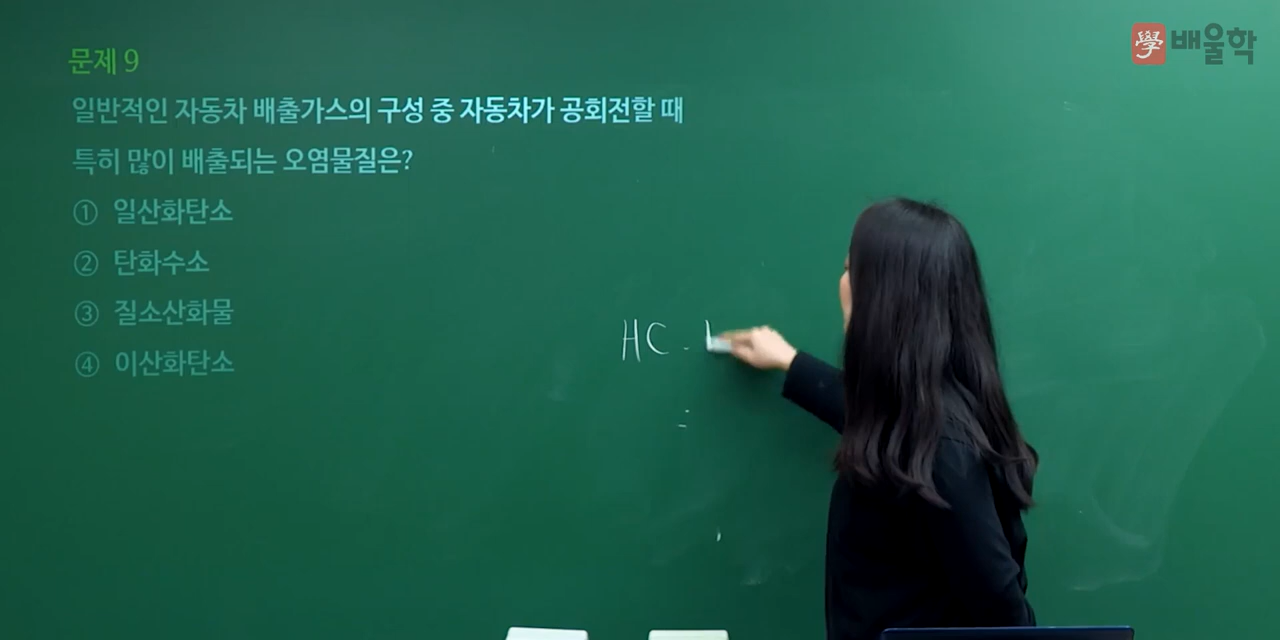 學 배울학
문제 9
일반적인 자동차 배출가스의 구성 중 자동차가 공회전할 때
특히 많이 배출되는 오염물질은?
① 일산화탄소
② 탄화수소
③ 질소산화물
④ 이산화탄소
HC